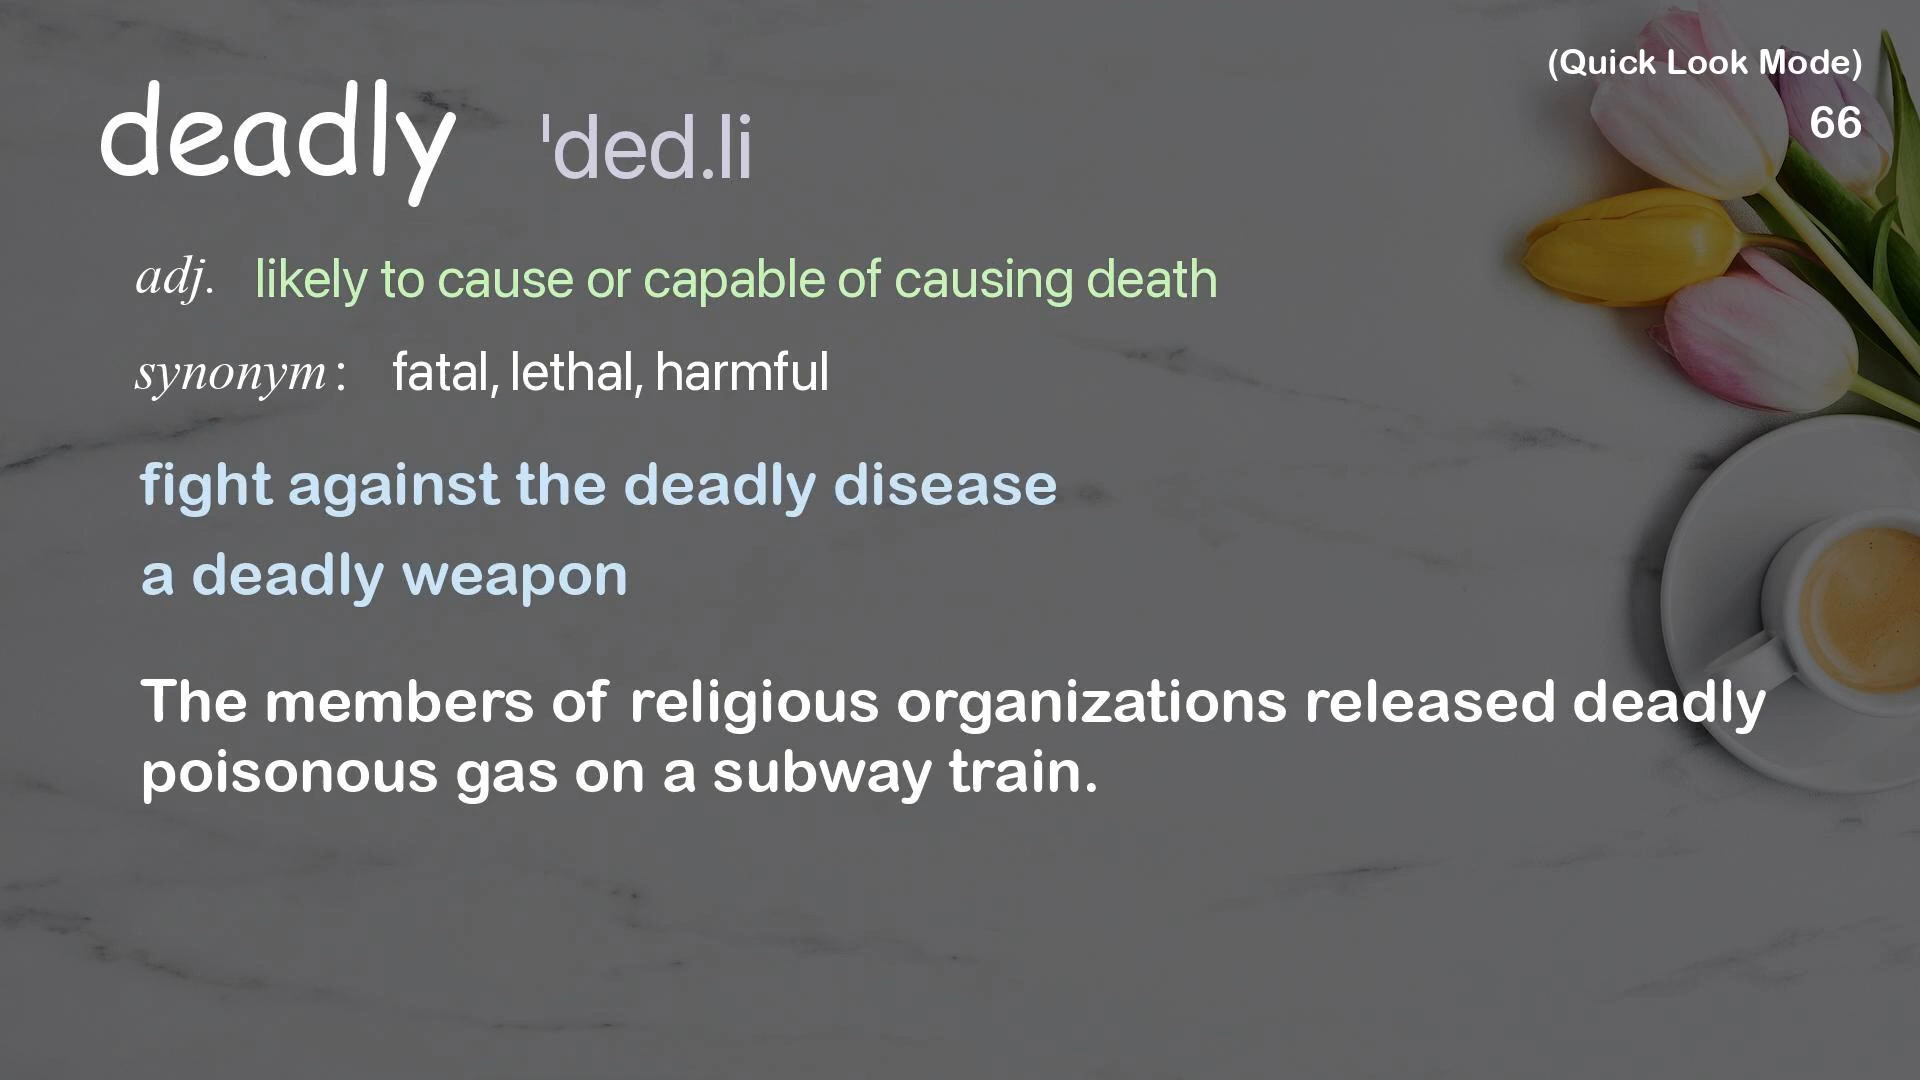 (Quick Look Mode)
66
deadly ˈded.li
adj. likely to cause or capable of causing death
synonym: fatal, lethal, harmful
fight against the deadly disease
a deadly weapon
The members of religious organizations released deadly
poisonous gas on a subway train.